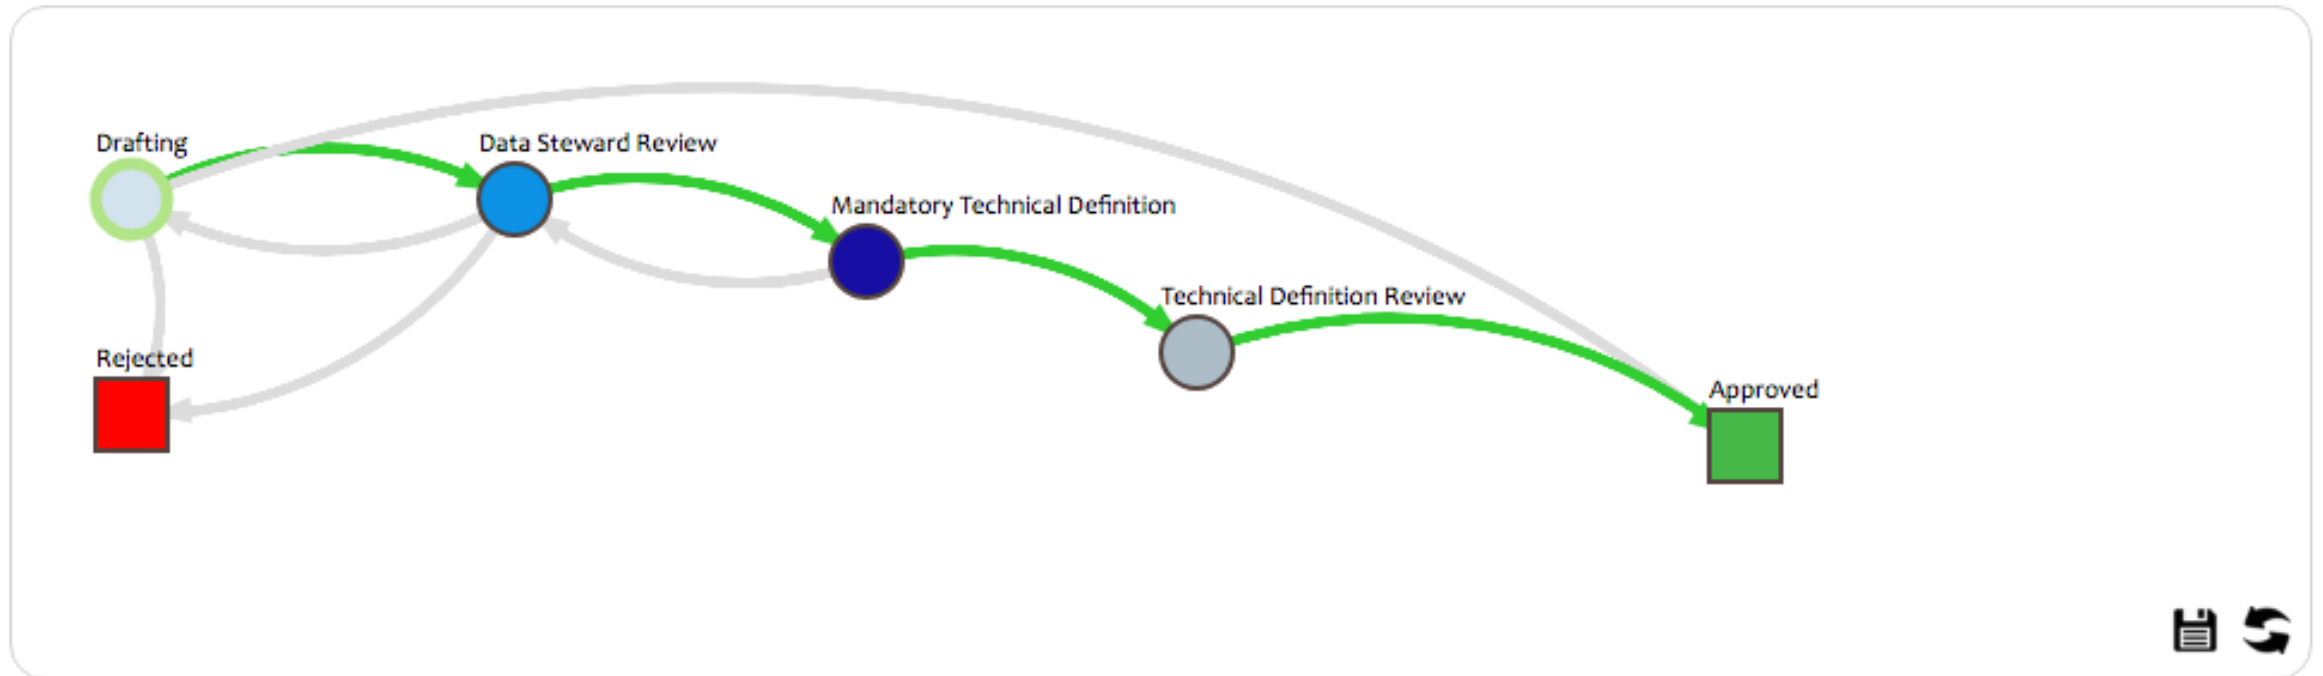 Drafting
Data Steward Review
Mandatory Technical Definition
Technical Definition Review
Rejected
Approved